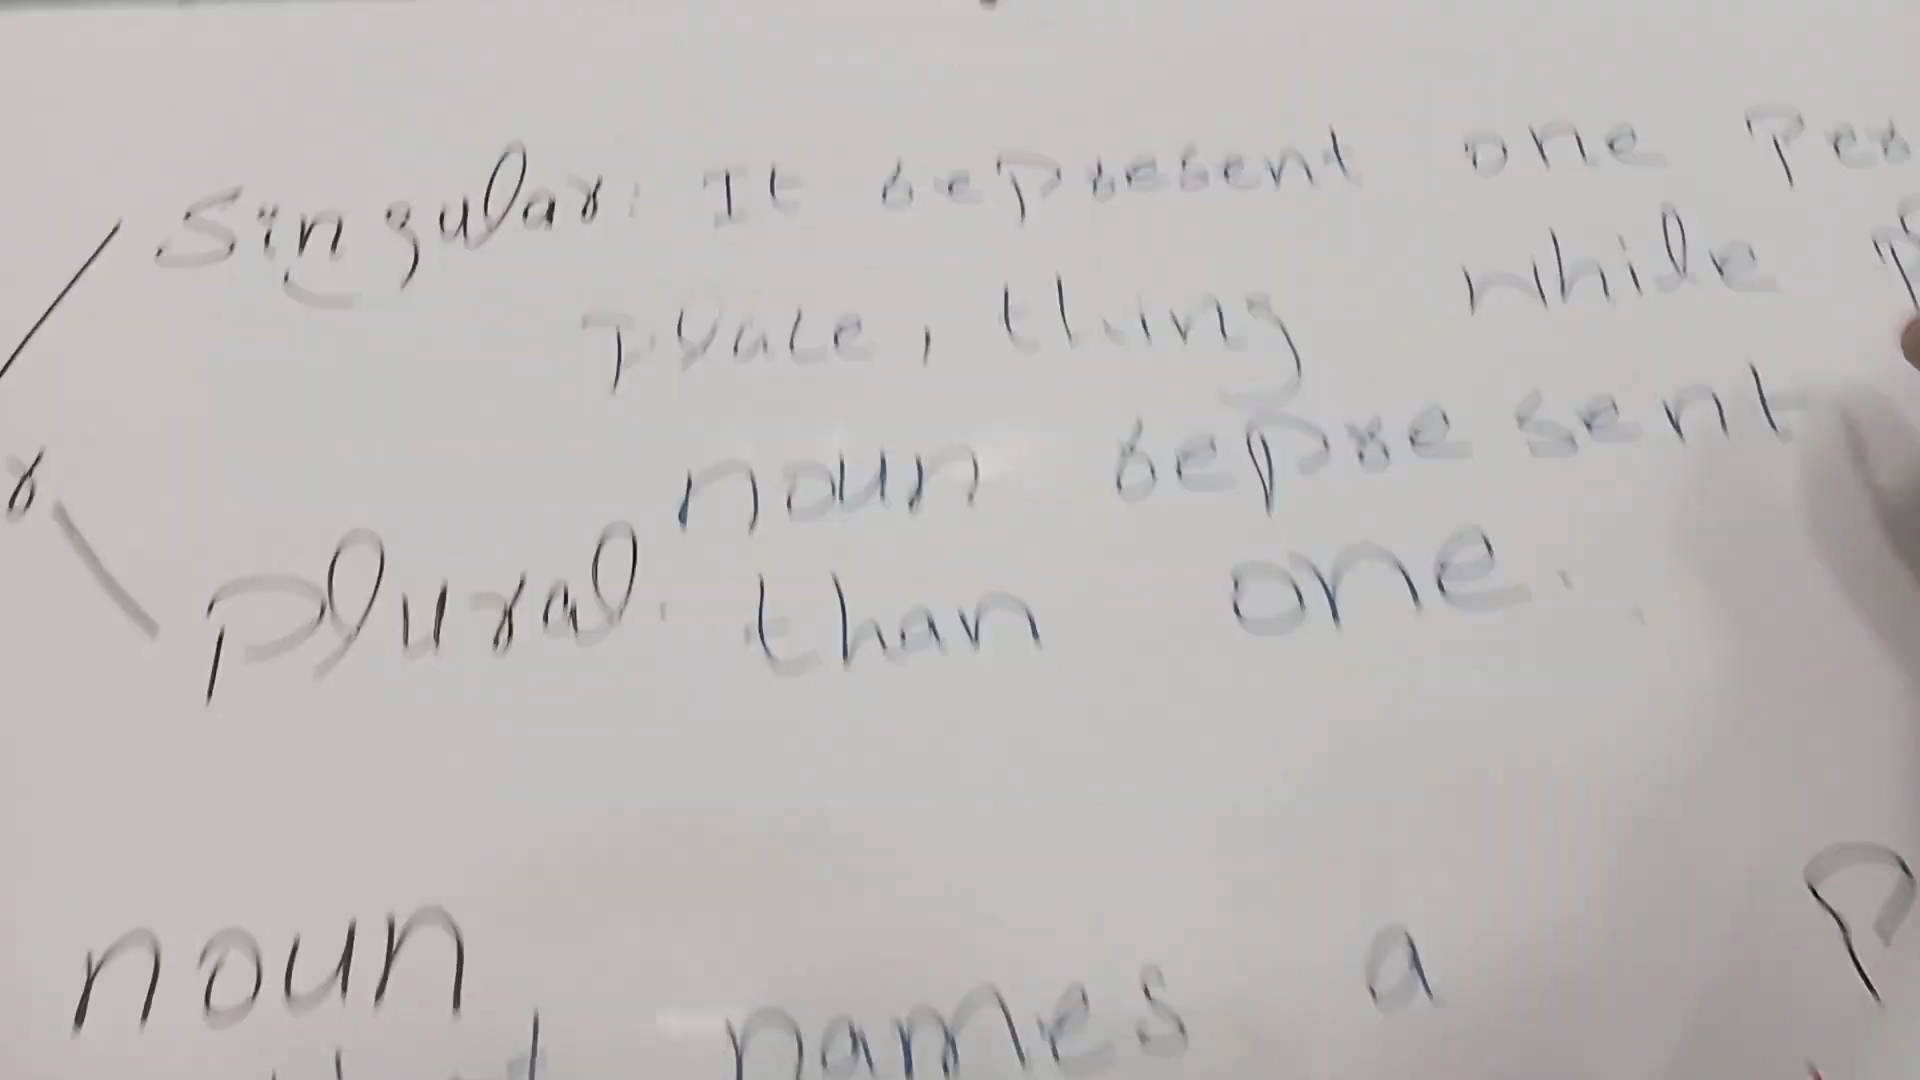 Singular: It represent one Per
Place, thing while P
noun represent
Plural. than one.
noun
names a P